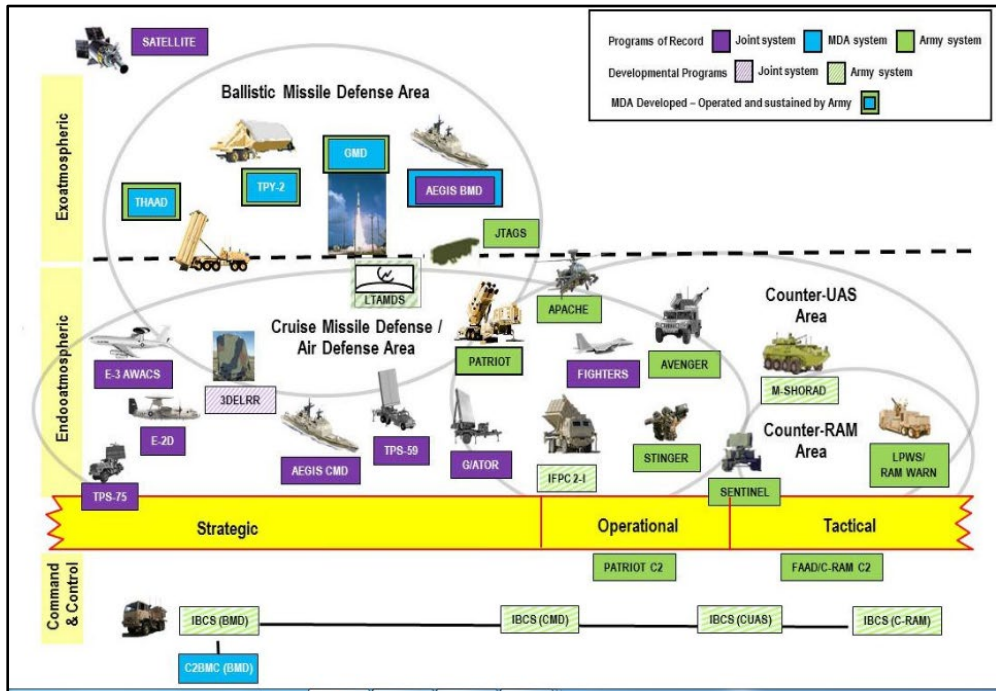 SATELLITE
Programs of Record
Joint system
MDA system
Army system
Developmental Programs
Joint system
Army system
MDA Developed – Operated and sustained by Army
Exoatmospheric
Ballistic Missile Defense Area
GMD
TPY-2
AEGIS BMD
THAAD
JTAGS
Endooatmospheric
LTAMDS
Cruise Missile Defense /
Air Defense Area
Counter-UAS
Area
APACHE
PATRIOT
FIGHTERS
AVENGER
E-3 AWACS
3DELRR
M-SHORAD
E-2D
AEGIS CMD
TPS-59
G/ATOR
IFPC 2-I
STINGER
Counter-RAM
Area
LPWS/
RAM WARN
TPS-75
SENTINEL
Strategic
Operational
Tactical
Command
& Control
PATRIOT C2
FAAD/C-RAM C2
IBCS (BMD)
IBCS (CMD)
IBCS (CUAS)
IBCS (C-RAM)
C2BMC (BMD)